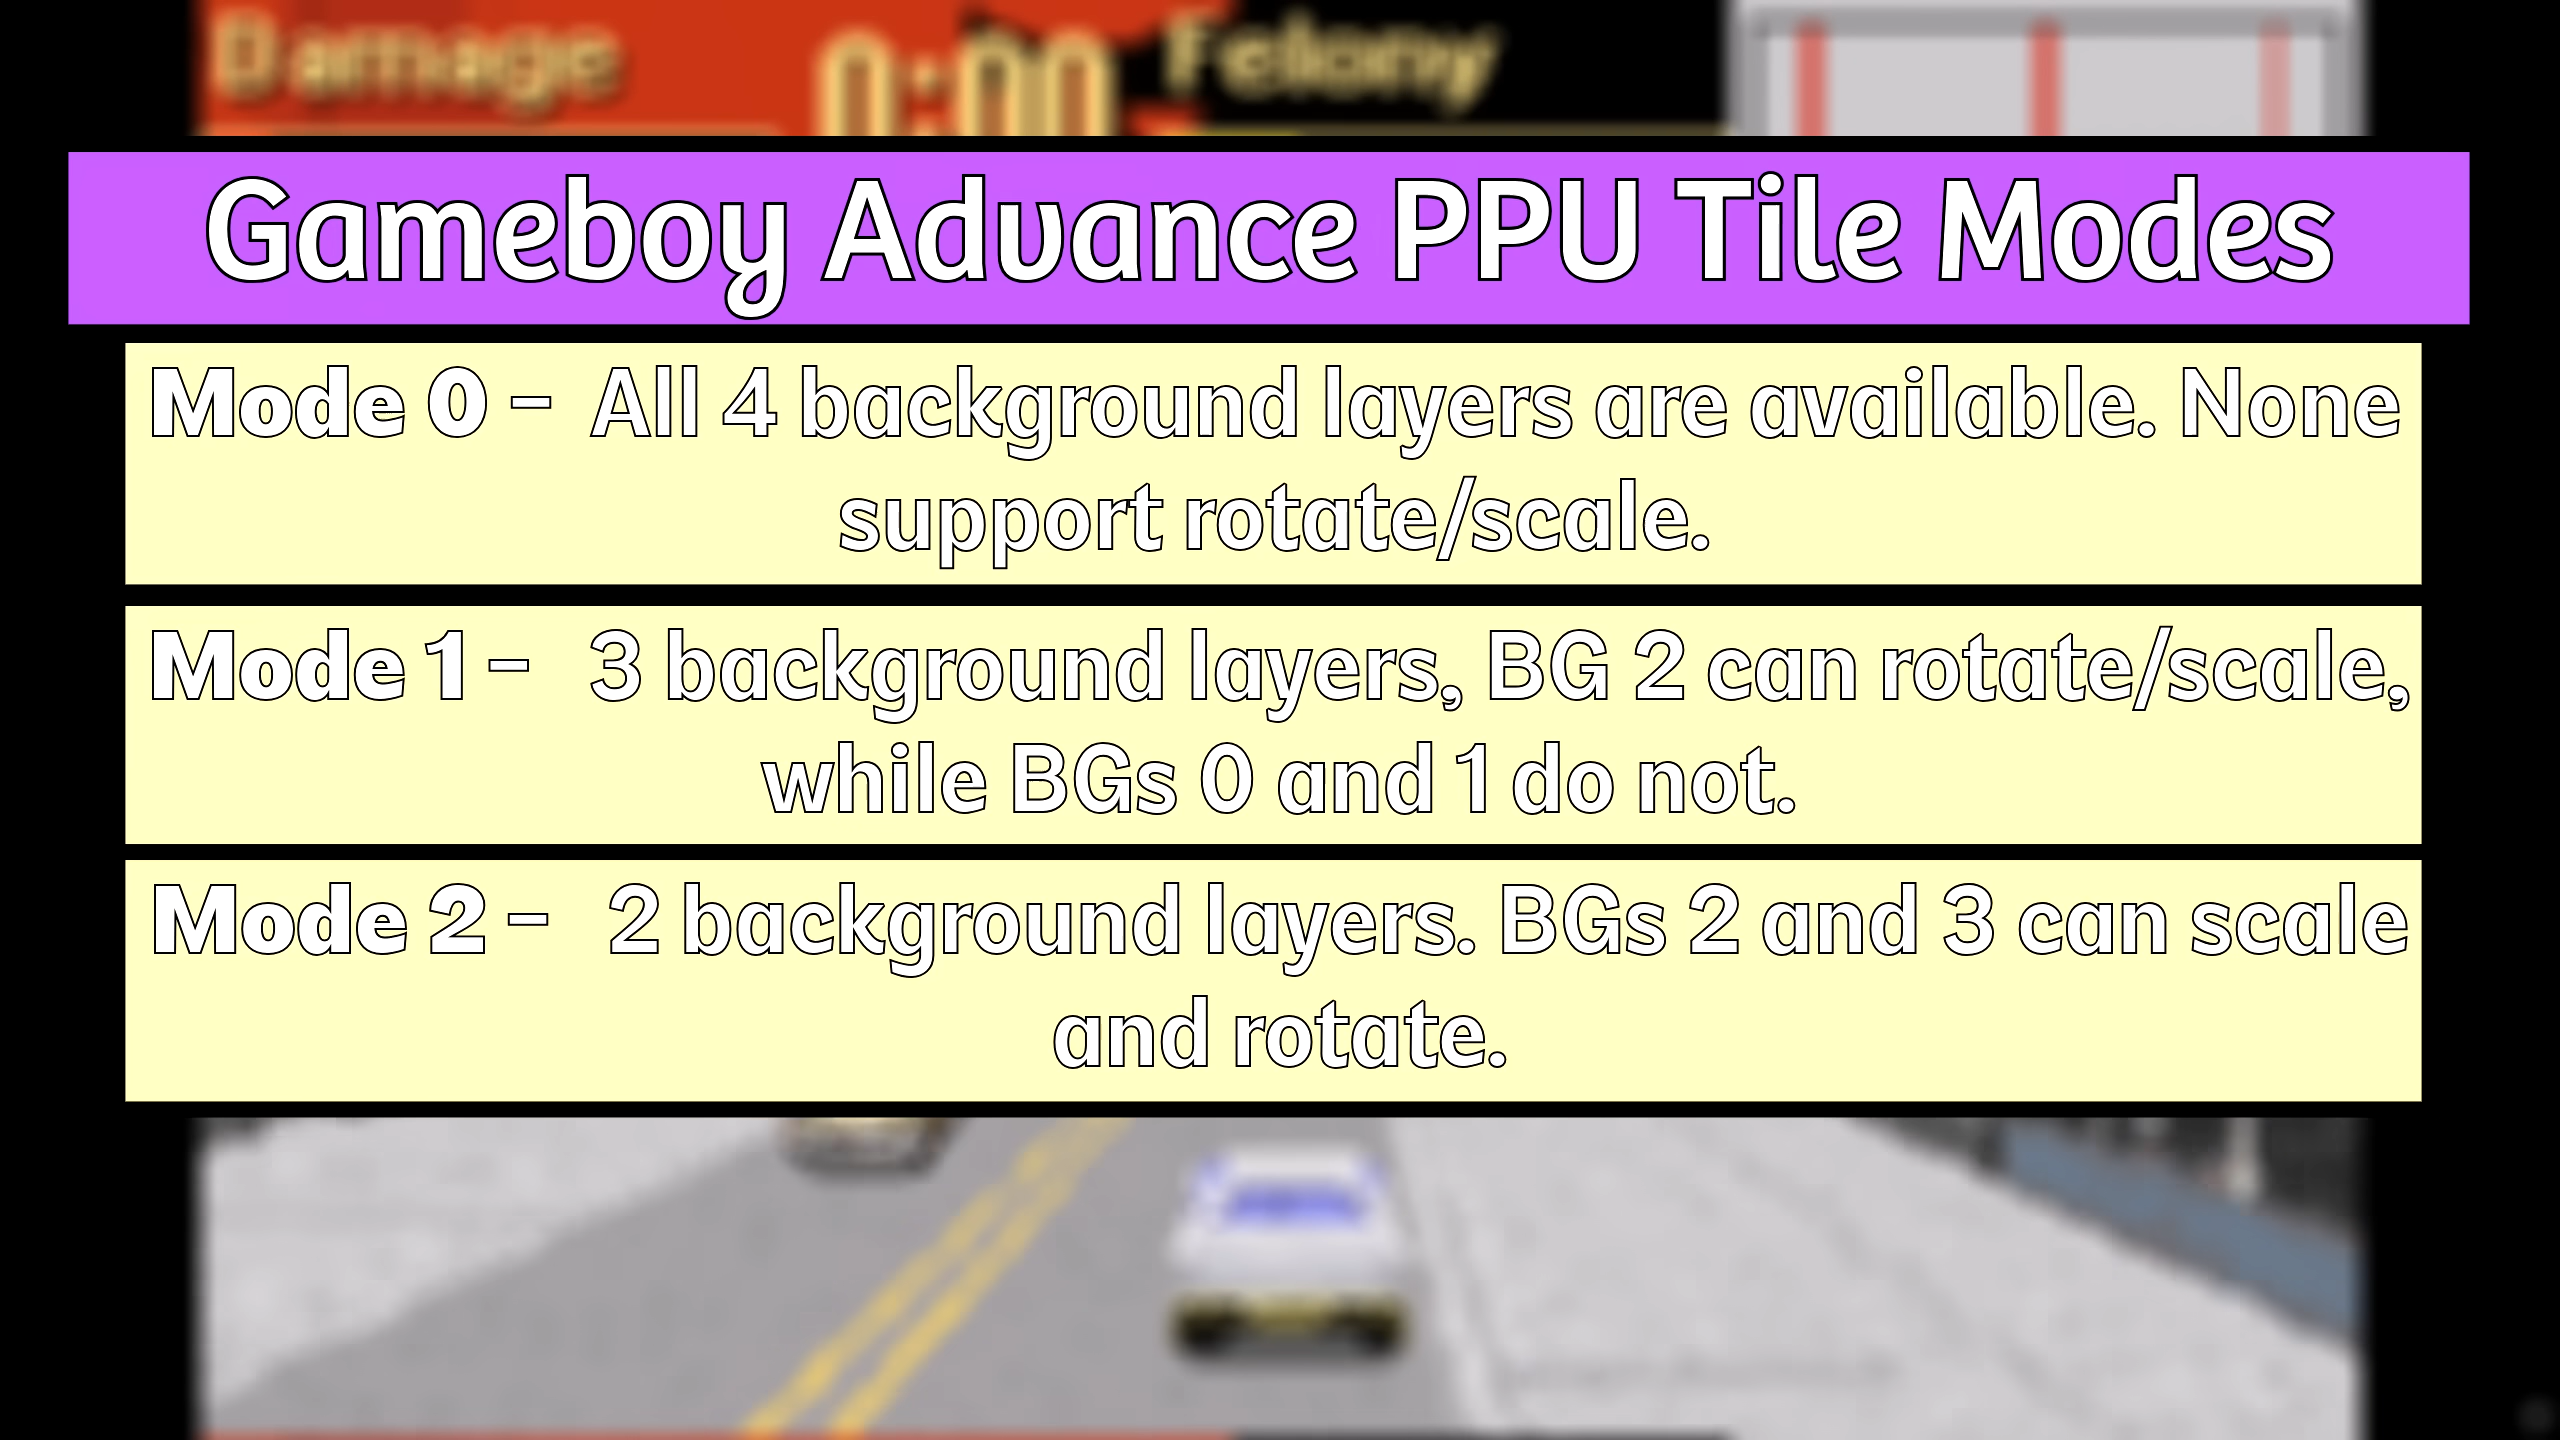 Damage
0:00
Felony
Gameboy Advance PPU Tile Modes
Mode 0 - All 4 background layers are available. None
support rotate/scale.
Mode 1 - 3 background layers, BG 2 can rotate/scale,
while BGs 0 and 1 do not.
Mode 2 - 2 background layers. BGs 2 and 3 can scale
and rotate.